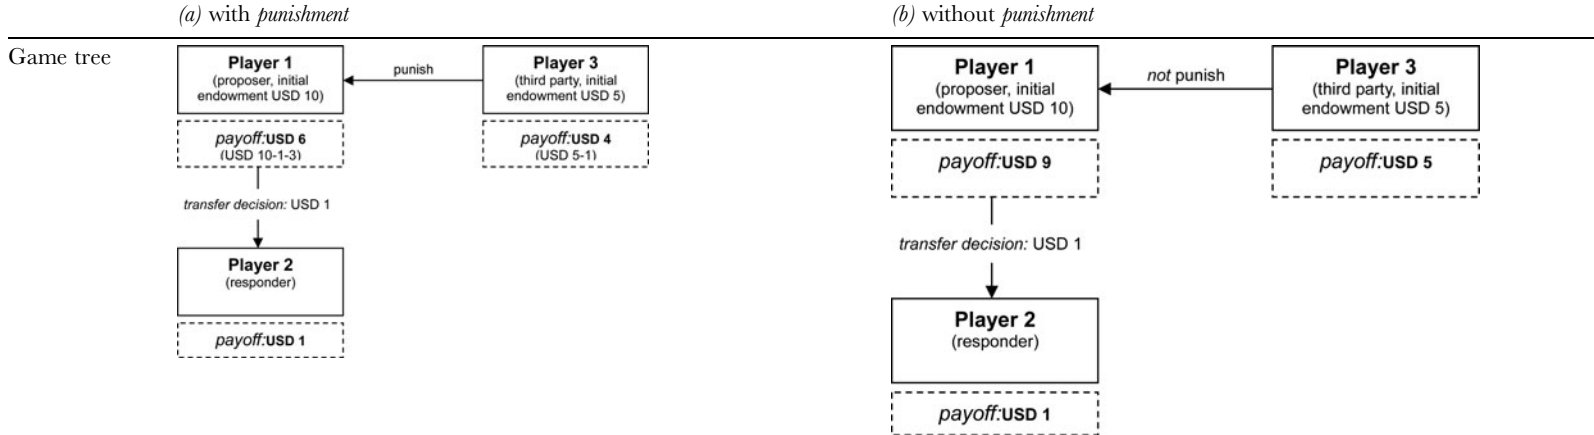 (a) with punishment
(b) without punishment
Game tree
Player 1
(proposer, initial
endowment USD 10)
punish
Player 3
(third party, initial
endowment USD 5)
payoff:USD 6
(USD 10-1-3)
payoff:USD 4
(USD 5-1)
transfer decision: USD 1
Player 2
(responder)
payoff:USD 1
Player 1
(proposer, initial
endowment USD 10)
not punish
Player 3
(third party, initial
endowment USD 5)
payoff:USD 9
payoff:USD 5
transfer decision: USD 1
Player 2
(responder)
payoff:USD 1